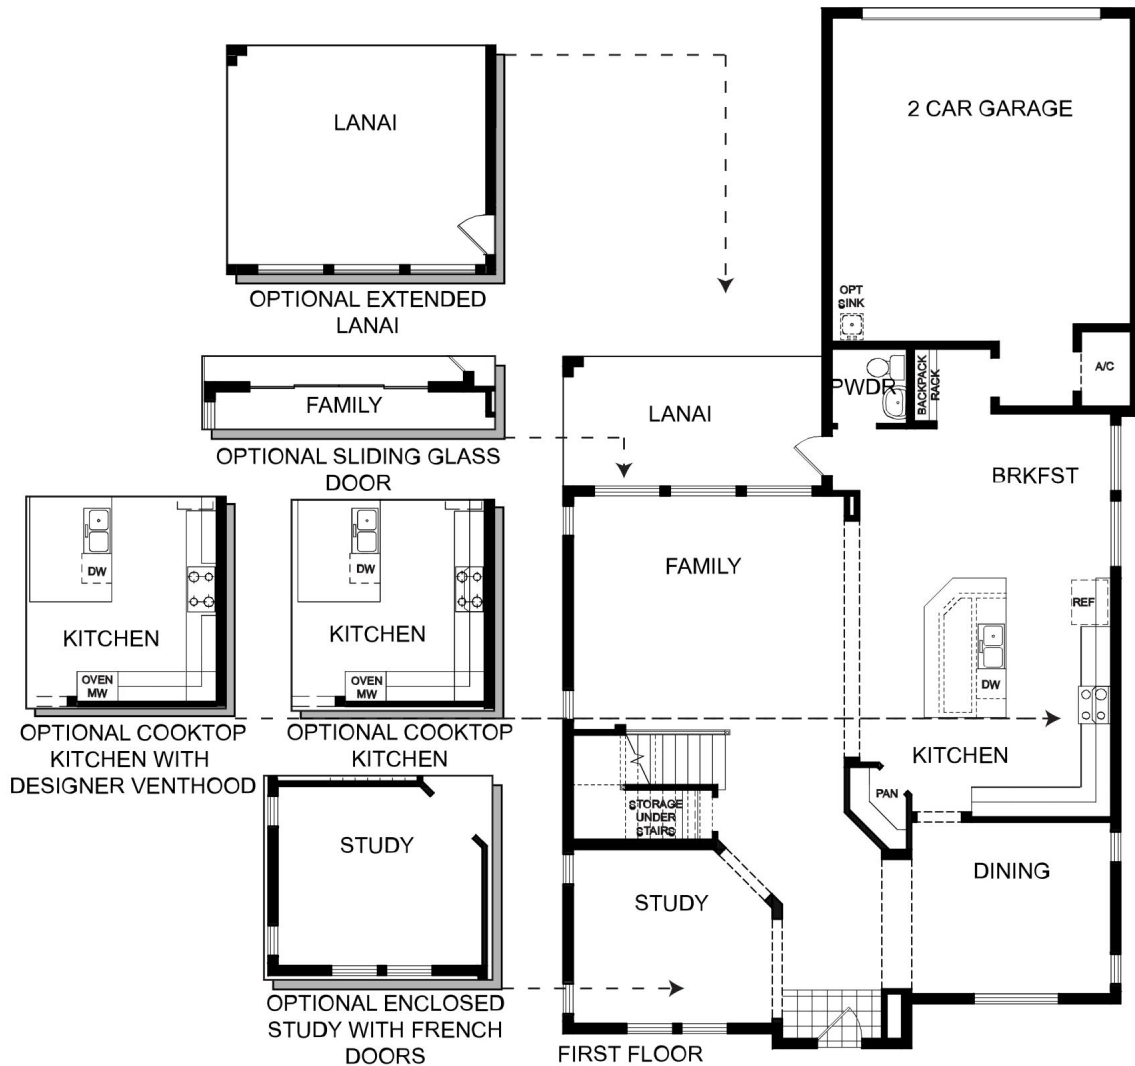 LANAI
OPTIONAL EXTENDED
LANAI
FAMILY
OPTIONAL SLIDING GLASS
DOOR
DW
KITCHEN
OVEN
MW
OPTIONAL COOKTOP
KITCHEN WITH
DESIGNER VENTHOOD
DW
KITCHEN
OVEN
MW
OPTIONAL COOKTOP
KITCHEN
STUDY
OPTIONAL ENCLOSED
STUDY WITH FRENCH
DOORS
2 CAR GARAGE
OPT
SINK
A/C
PWDR
BACKPACK
RACK
LANAI
BRKFST
FAMILY
REF
DW
KITCHEN
PAN
STORAGE
UNDER
STAIRS
DINING
STUDY
FIRST FLOOR